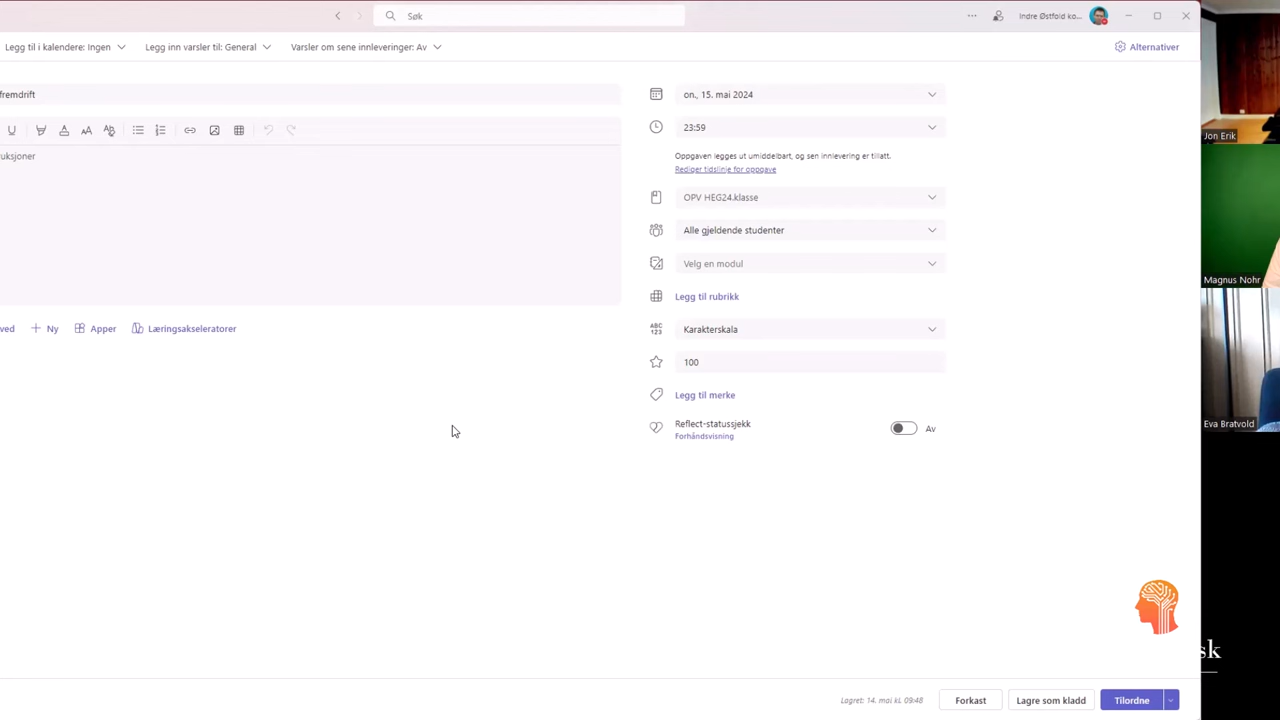 Søk
Indre Østfold ko...
Legg til i kalendere: Ingen
Legg inn varsler til: General
Varsler om sene innleveringer: Av
Alternativer
fremdrift
on., 15. mai 2024
23:59
uksjoner
Oppgaven legges ut umiddelbart, og sen innlevering er tillatt.
Rediger tidslinje for oppgave
OPV HEG24.klasse
Alle gjeldende studenter
Velg en modul
Legg til rubrikk
ved
Ny
Apper
Læringsakseleratorer
ABC
123
Karakterskala
100
Legg til merke
Reflect-statussjekk
Forhåndsvisning
Av
Jon Erik
Magnus Nohr
Eva Bratvold
sk
Lagret: 14. mai kl. 09:48
Forkast
Lagre som kladd
Tilordne